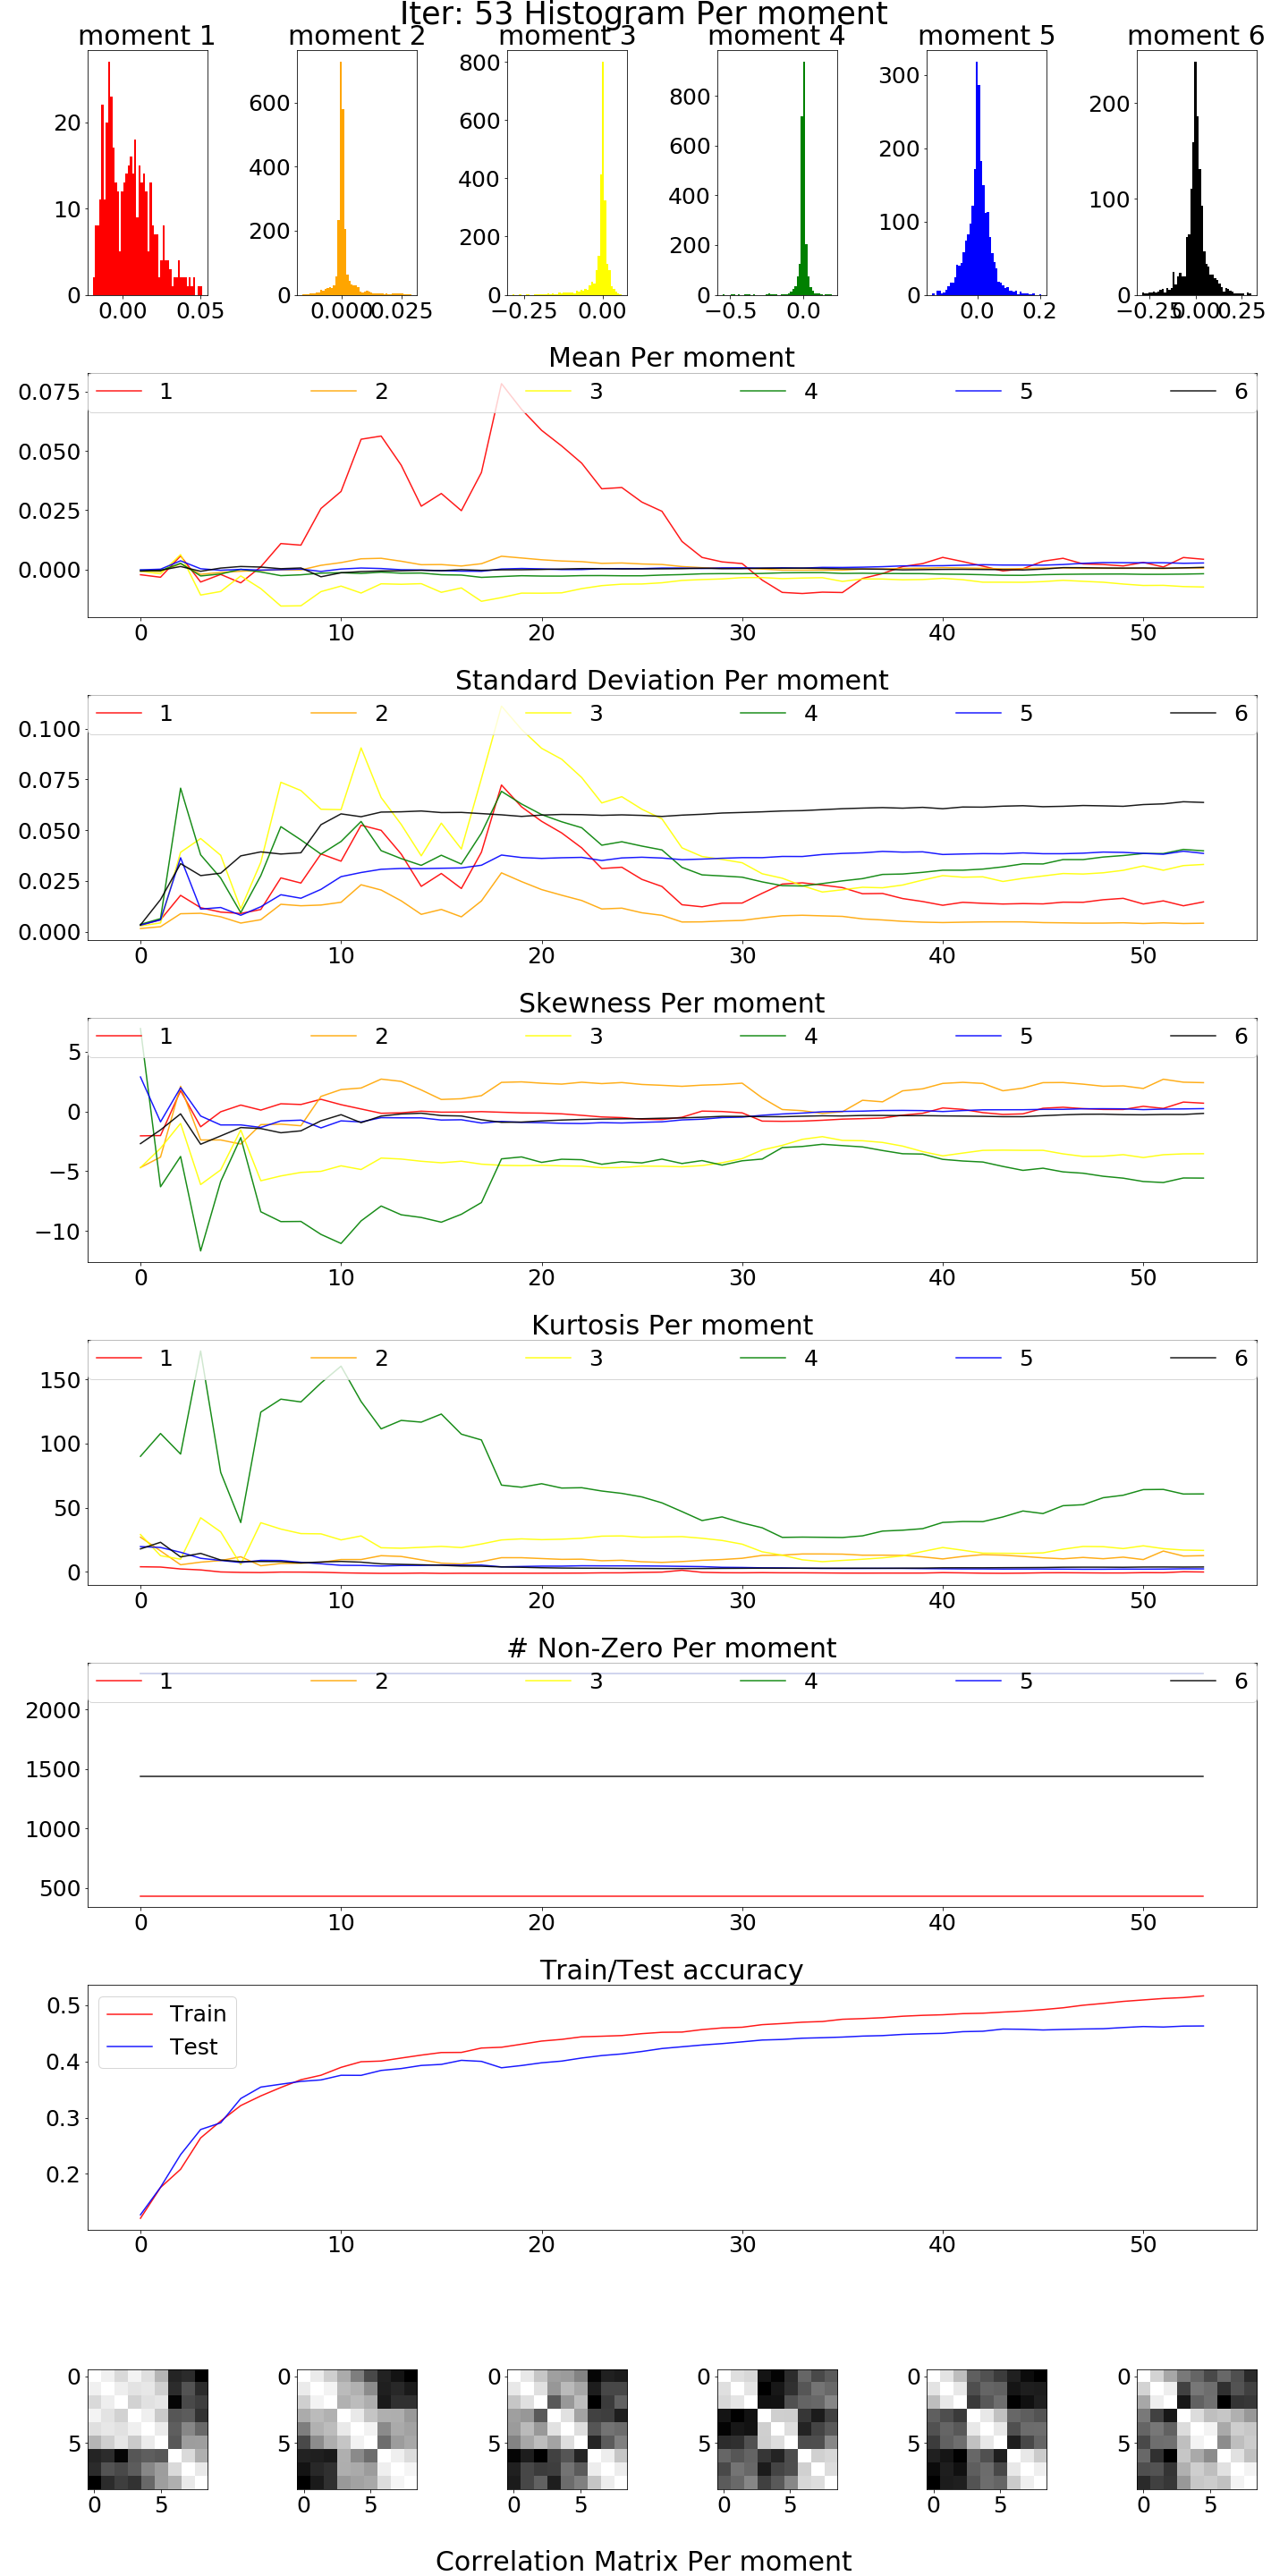 Iter: 53 Histogram Per moment
moment 1 moment 2 moment 3 moment 4 moment 5 moment 6
20
10
0
0.00 0.05
600
400
200
0
0.000 0.025
800
600
400
200
0
−0.25 0.00
800
600
400
200
0
−0.5 0.0
300
200
100
0
0.0 0.2
200
100
0
−0.25 0.00 0.25
Mean Per moment
1 2 3 4 5 6
0.075
0.050
0.025
0.000
0 10 20 30 40 50
Standard Deviation Per moment
1 2 3 4 5 6
0.100
0.075
0.050
0.025
0.000
0 10 20 30 40 50
Skewness Per moment
1 2 3 4 5 6
5
0
−5
−10
0 10 20 30 40 50
Kurtosis Per moment
1 2 3 4 5 6
150
100
50
0
0 10 20 30 40 50
# Non-Zero Per moment
1 2 3 4 5 6
2000
1500
1000
500
0 10 20 30 40 50
Train/Test accuracy
Train
Test
0.5
0.4
0.3
0.2
0 10 20 30 40 50
0 0 0 0 0 0
5 5 5 5 5 5
0 5 0 5 0 5 0 5 0 5 0 5
Correlation Matrix Per moment